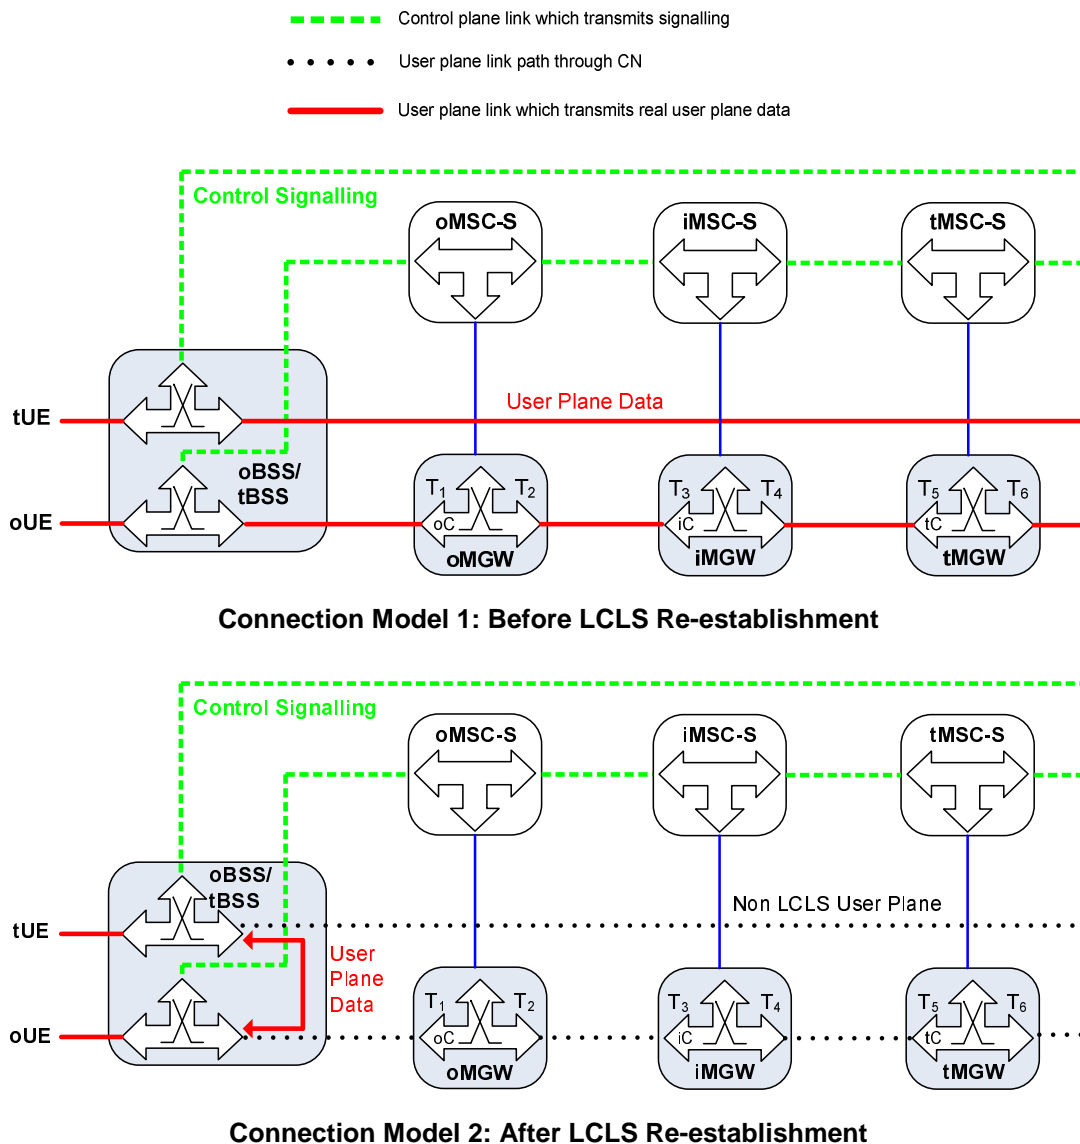 Control plane link which transmits signalling
User plane link path through CN
User plane link which transmits real user plane data
Control Signalling
oMSC-S
iMSC-S
tMSC-S
tUE
User Plane Data
oBSS/
tBSS
T1
T2
T3
T4
T5
T6
oUE
oC
iC
tC
oMGW
iMGW
tMGW
Connection Model 1: Before LCLS Re-establishment
Control Signalling
oMSC-S
iMSC-S
tMSC-S
oBSS/
tBSS
Non LCLS User Plane
tUE
User
Plane
Data
T1
T2
T3
T4
T5
T6
oUE
oC
iC
tC
oMGW
iMGW
tMGW
Connection Model 2: After LCLS Re-establishment